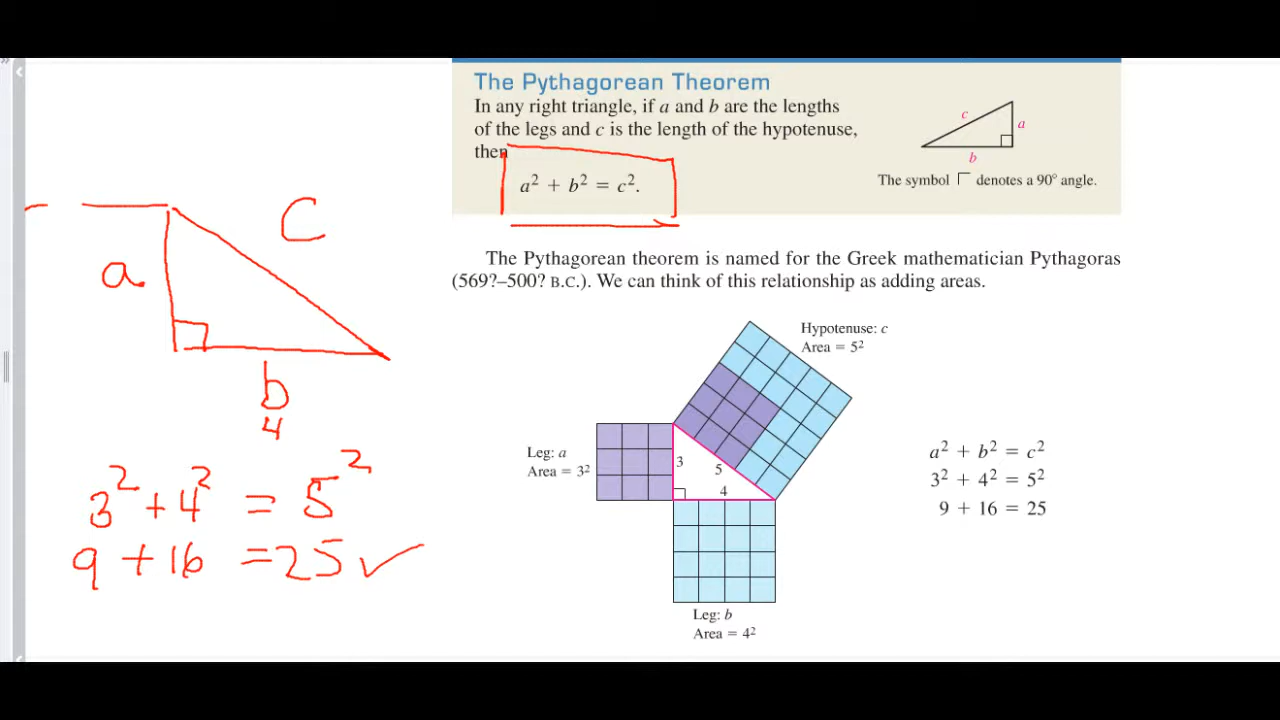 The Pythagorean Theorem
In any right triangle, if a and b are the lengths
of the legs and c is the length of the hypotenuse,
then
a² + b² = c².
c
a
b
The symbol ⌐ denotes a 90° angle.
The Pythagorean theorem is named for the Greek mathematician Pythagoras
(569?–500? B.C.). We can think of this relationship as adding areas.
C
a
b
4
3² + 4² = 5²
9 + 16 = 25 ✓
Hypotenuse: c
Area = 5²
Leg: a
Area = 3²
3
5
4
Leg: b
Area = 4²
a² + b² = c²
3² + 4² = 5²
9 + 16 = 25